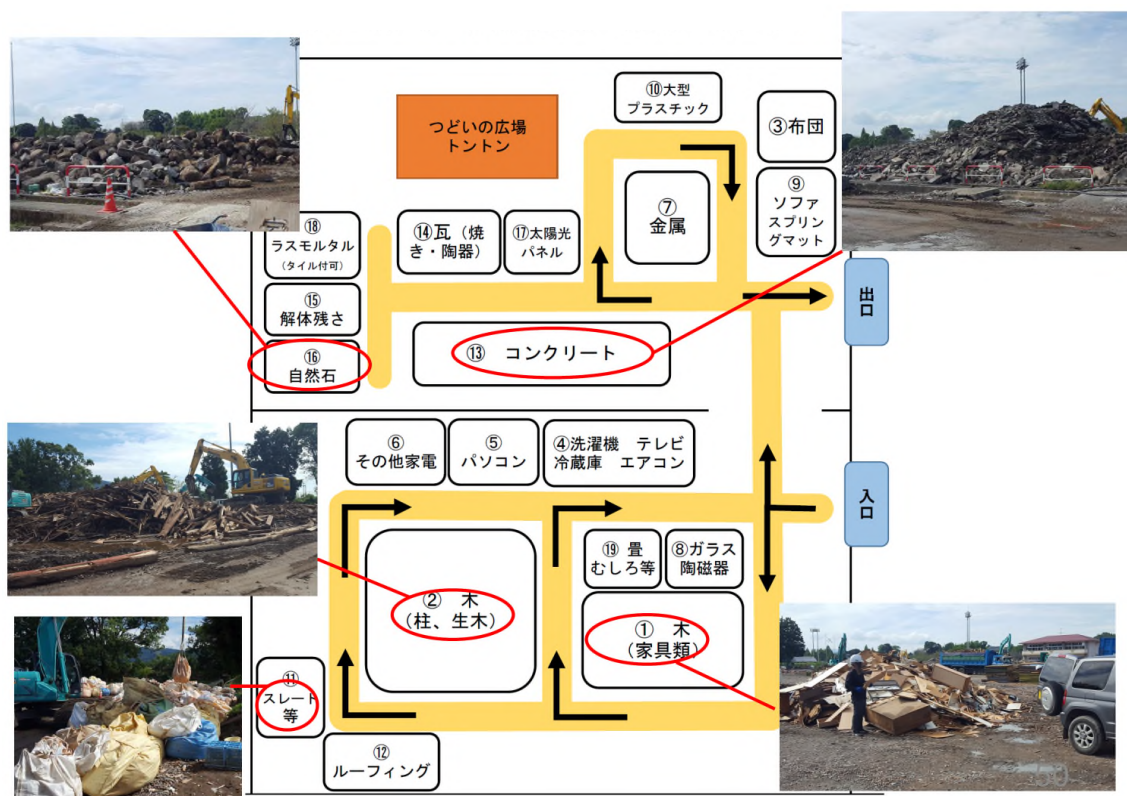 ⑩大型
プラスチック
つどいの広場
トントン
③布団
⑨
ソファ
スプリ
ングマット
⑦
金属
⑱
ラスモルタル
(タイル付可)
⑭瓦（焼
き・陶器）
⑰太陽光
パネル
出口
⑮
解体残さ
⑬　コンクリート
⑯
自然石
⑥
その他家電
⑤
パソコン
④洗濯機　テレビ
冷蔵庫　エアコン
入口
⑲ 畳
むしろ等
⑧ガラス
陶磁器
②　木
（柱、生木）
①　木
（家具類）
⑪
スレート
等
⑫
ルーフィング